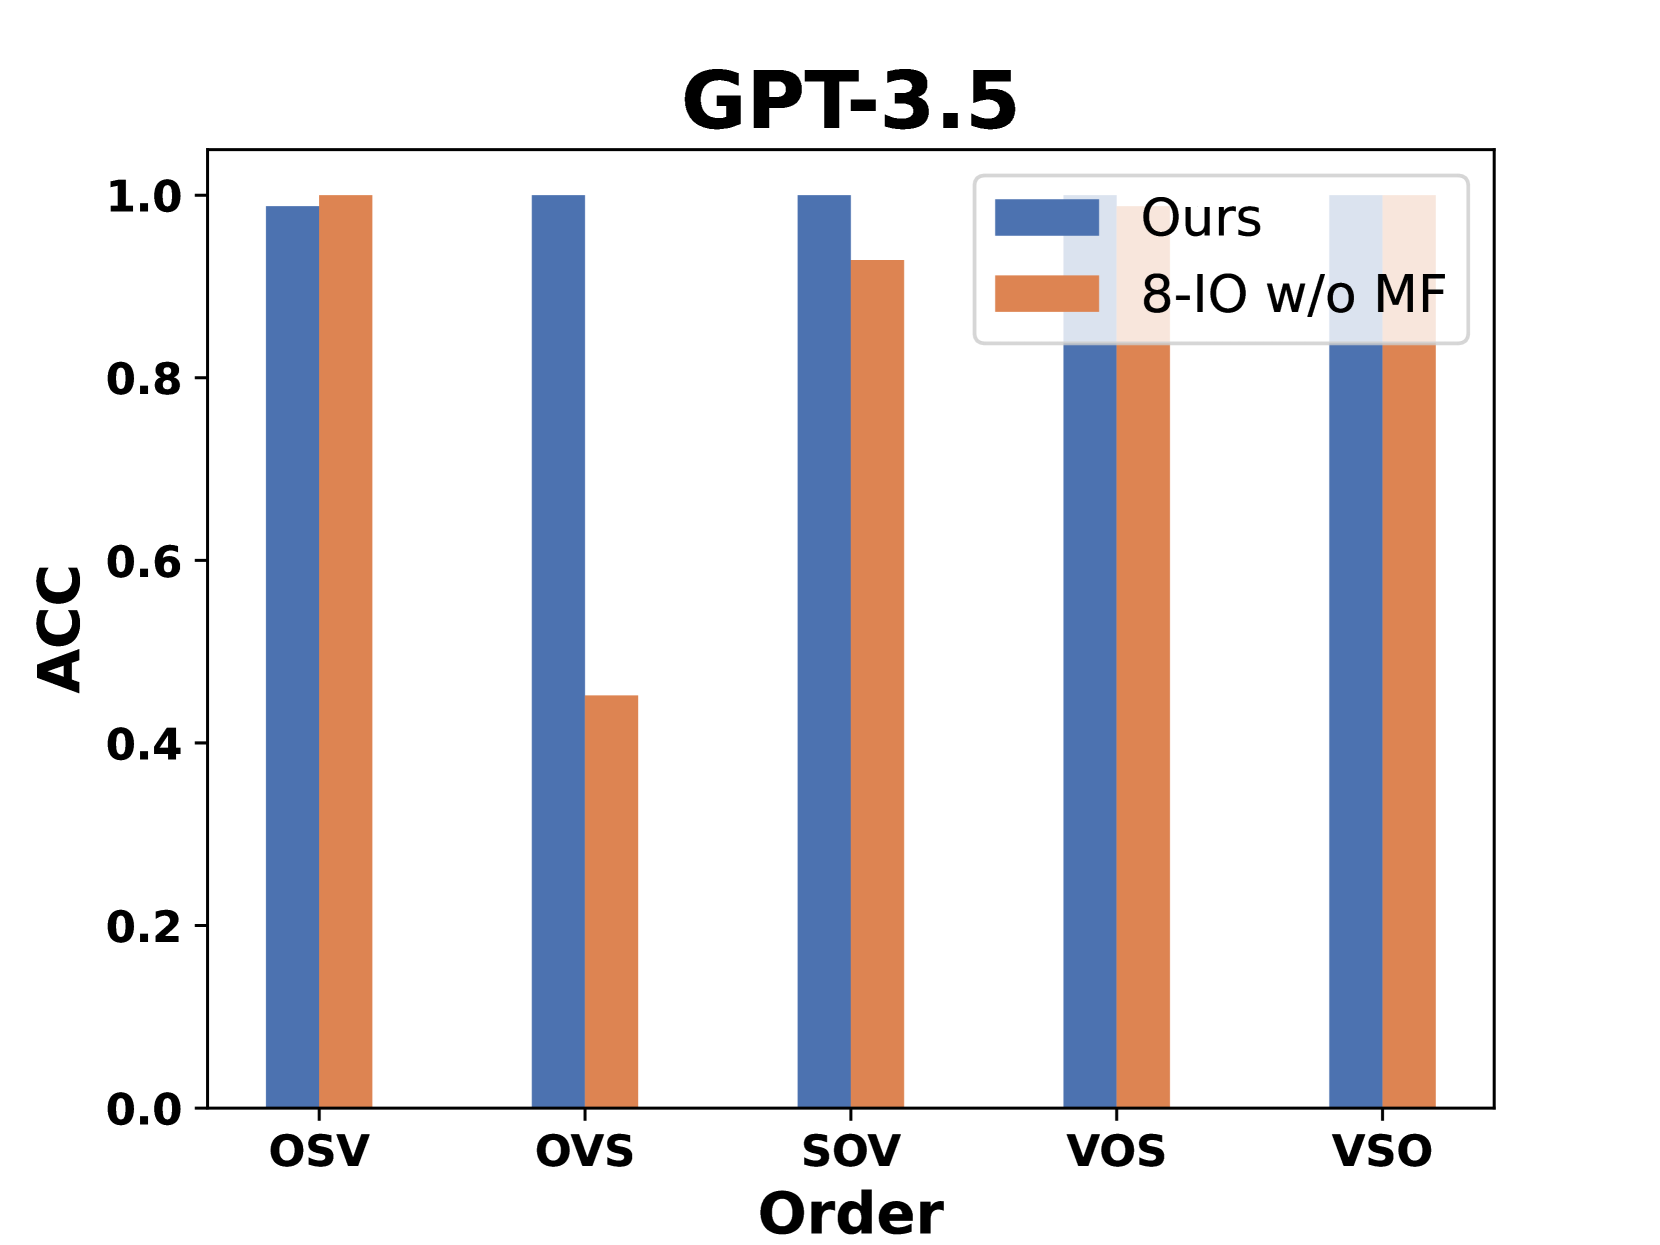 GPT-3.5
Ours
8-IO w/o MF
1.0
0.8
0.6
0.4
0.2
0.0
ACC
OSV OVS SOV VOS VSO
Order